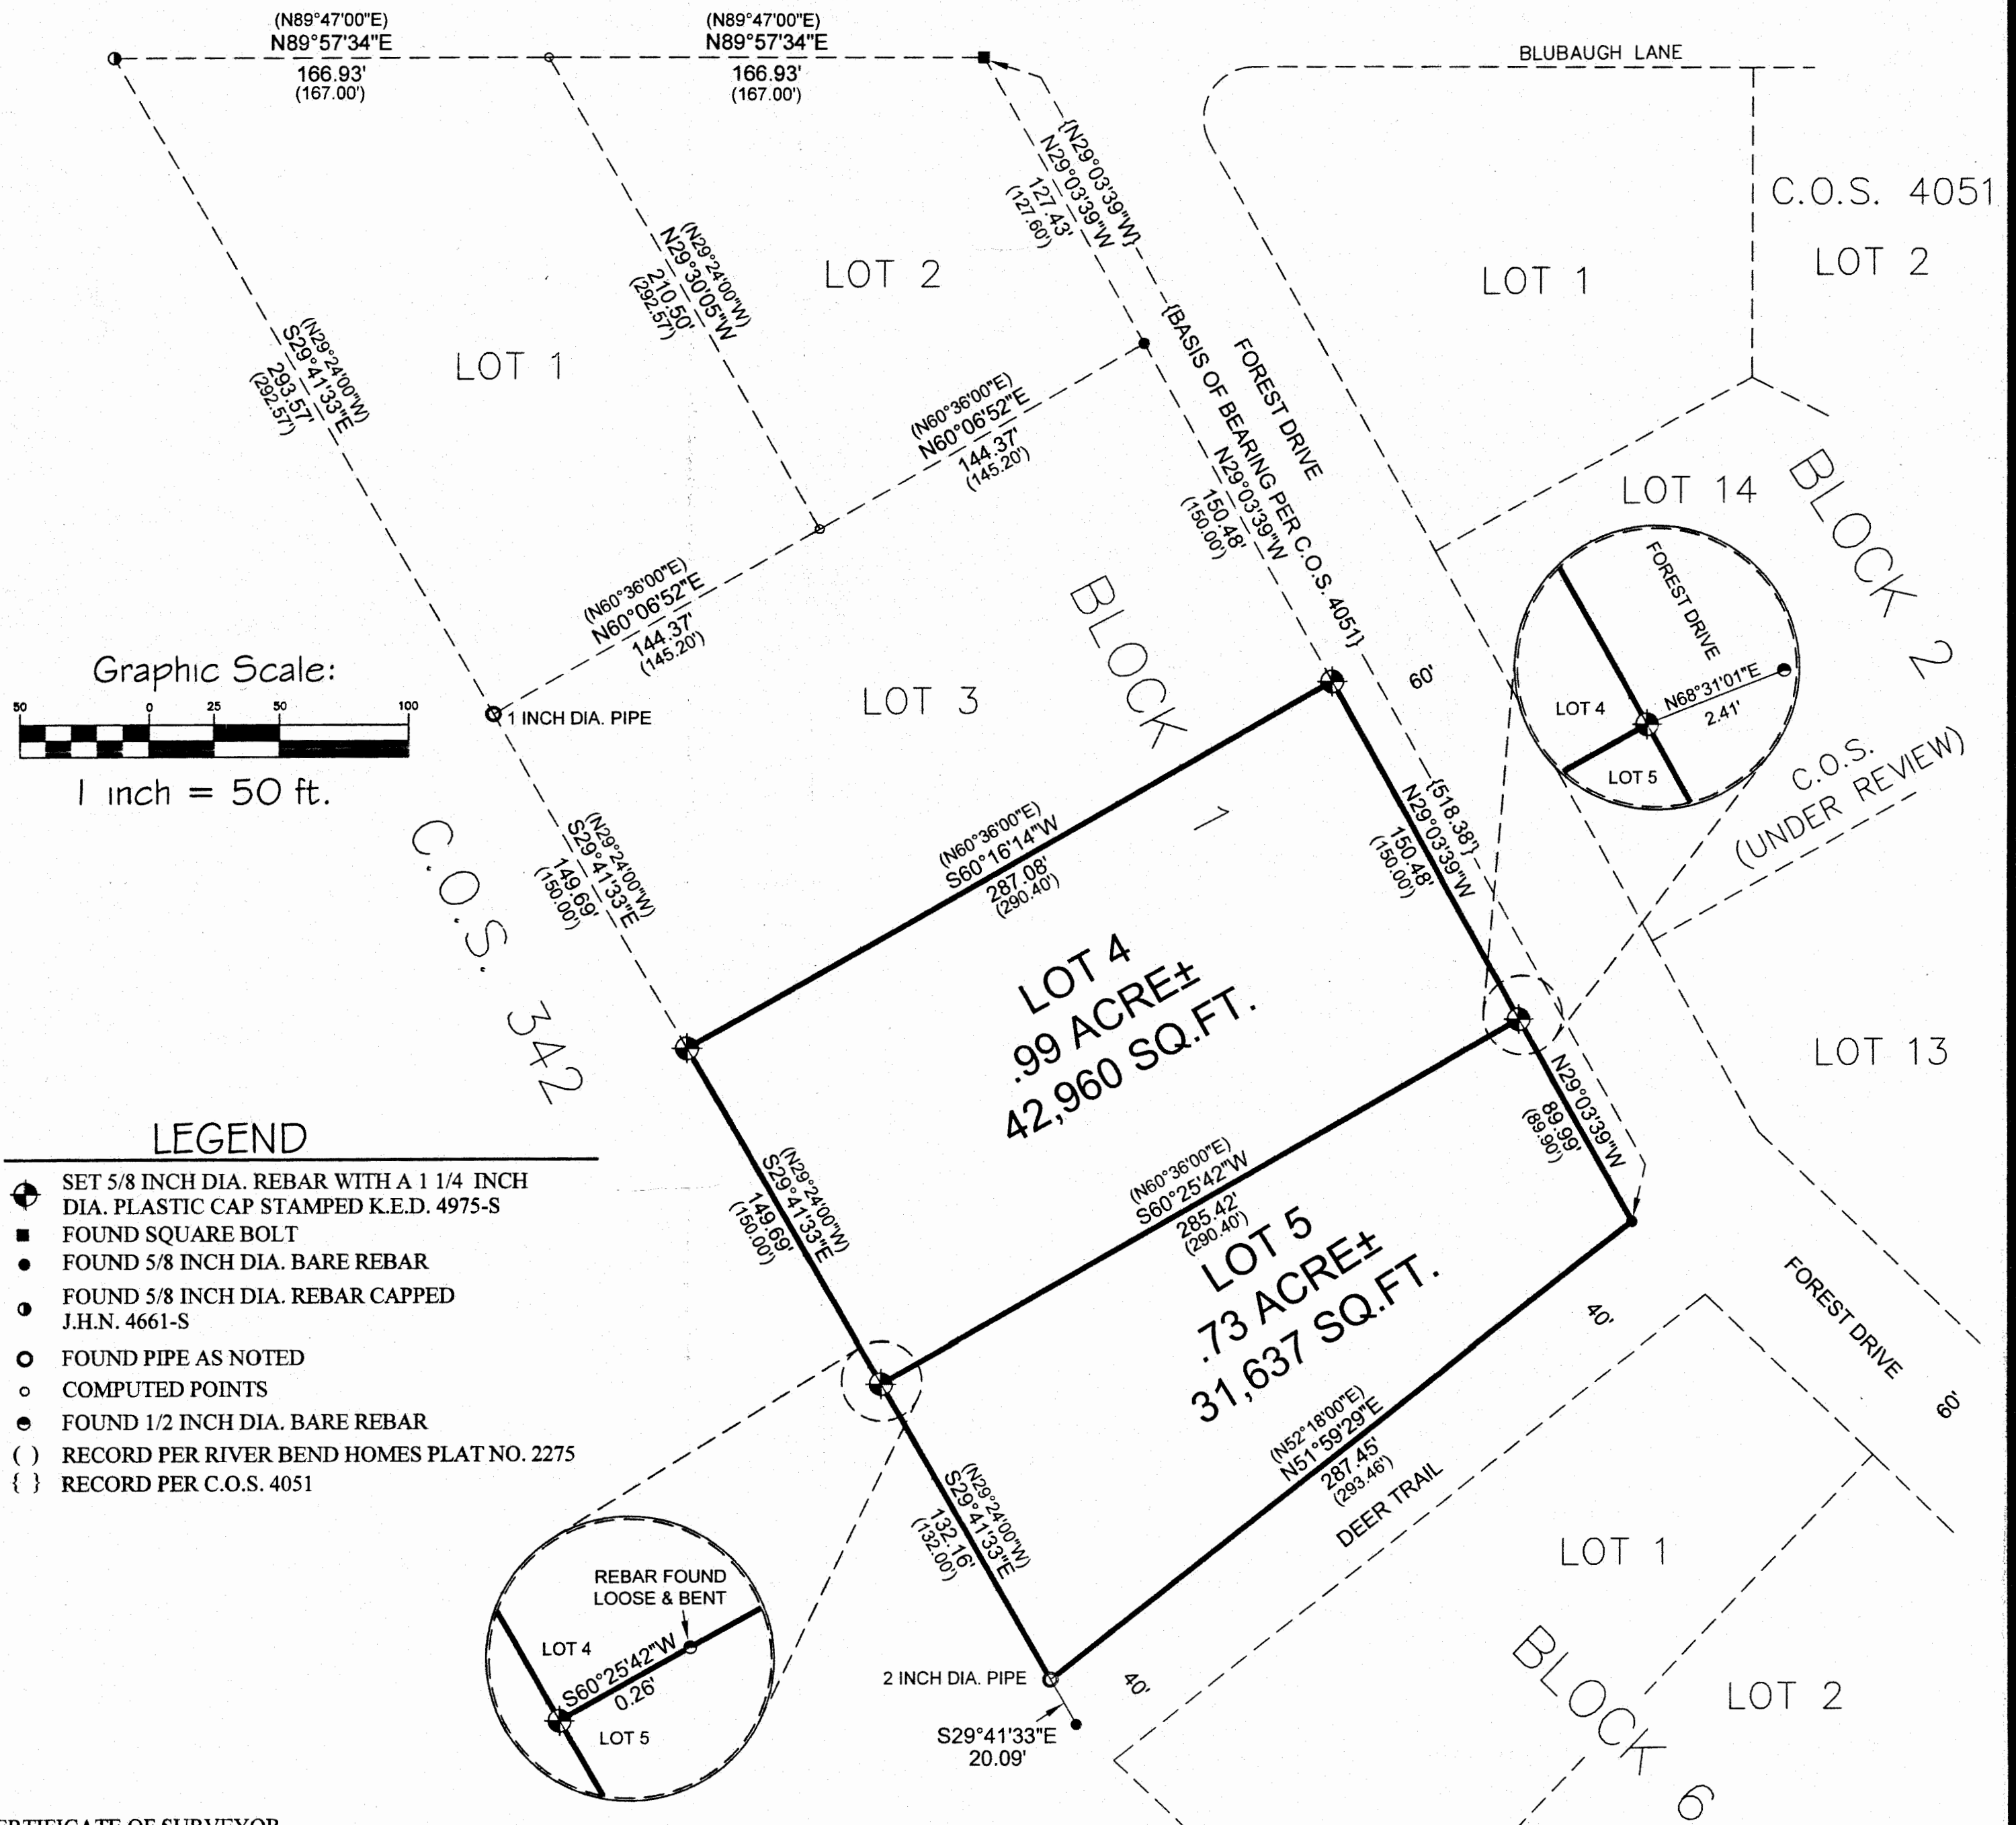 (N89°47'00"E)
N89°57'34"E
166.93'
(167.00')
(N89°47'00"E)
N89°57'34"E
166.93'
(167.00')
BLUBAUGH LANE
{N29°03'39"W}
N29°03'39"W
127.43'
(127.60')
C.O.S. 4051
LOT 2
LOT 1
LOT 2
(N29°24'00"W)
N29°30'05"W
210.50'
(292.57')
LOT 1
(N29°24'00"W)
S29°41'33"E
293.57'
(292.57')
{BASIS OF BEARING PER C.O.S. 4051}
FOREST DRIVE
N29°03'39"W
150.48'
(150.00')
(N60°36'00"E)
N60°06'52"E
144.37'
(145.20')
(N60°36'00"E)
N60°06'52"E
144.37'
(145.20')
LOT 14
BLOCK 2
FOREST DRIVE
N68°31'01"E
2.41'
LOT 4
LOT 5
C.O.S.
(UNDER REVIEW)
BLOCK
1
60'
LOT 3
1 INCH DIA. PIPE
Graphic Scale:
50 0 25 50 100
1 inch = 50 ft.
C.O.S. 342
(N29°24'00"W)
S29°41'33"E
149.69'
(150.00')
(N60°36'00"E)
S60°16'14"W
287.08'
(290.40')
{518.38'}
N29°03'39"W
150.48'
(150.00')
LOT 4
.99 ACRE±
42,960 SQ.FT.
LOT 13
N29°03'39"W
89.99'
(89.90')
(N29°24'00"W)
S29°41'33"E
149.69'
(150.00')
(N60°36'00"E)
S60°25'42"W
285.42'
(290.40')
LOT 5
.73 ACRE±
31,637 SQ.FT.
LEGEND
SET 5/8 INCH DIA. REBAR WITH A 1 1/4 INCH
DIA. PLASTIC CAP STAMPED K.E.D. 4975-S
FOUND SQUARE BOLT
FOUND 5/8 INCH DIA. BARE REBAR
FOUND 5/8 INCH DIA. REBAR CAPPED
J.H.N. 4661-S
FOUND PIPE AS NOTED
COMPUTED POINTS
FOUND 1/2 INCH DIA. BARE REBAR
( ) RECORD PER RIVER BEND HOMES PLAT NO. 2275
{ } RECORD PER C.O.S. 4051
40'
FOREST DRIVE
60'
(N52°18'00"E)
N51°59'29"E
287.45'
(293.46')
DEER TRAIL
(N29°24'00"W)
S29°41'33"E
132.16'
(132.00')
LOT 1
BLOCK 6
LOT 2
REBAR FOUND
LOOSE & BENT
LOT 4
S60°25'42"W
0.26'
LOT 5
2 INCH DIA. PIPE
40'
S29°41'33"E
20.09'
ERTIFICATE OF SURVEYOR